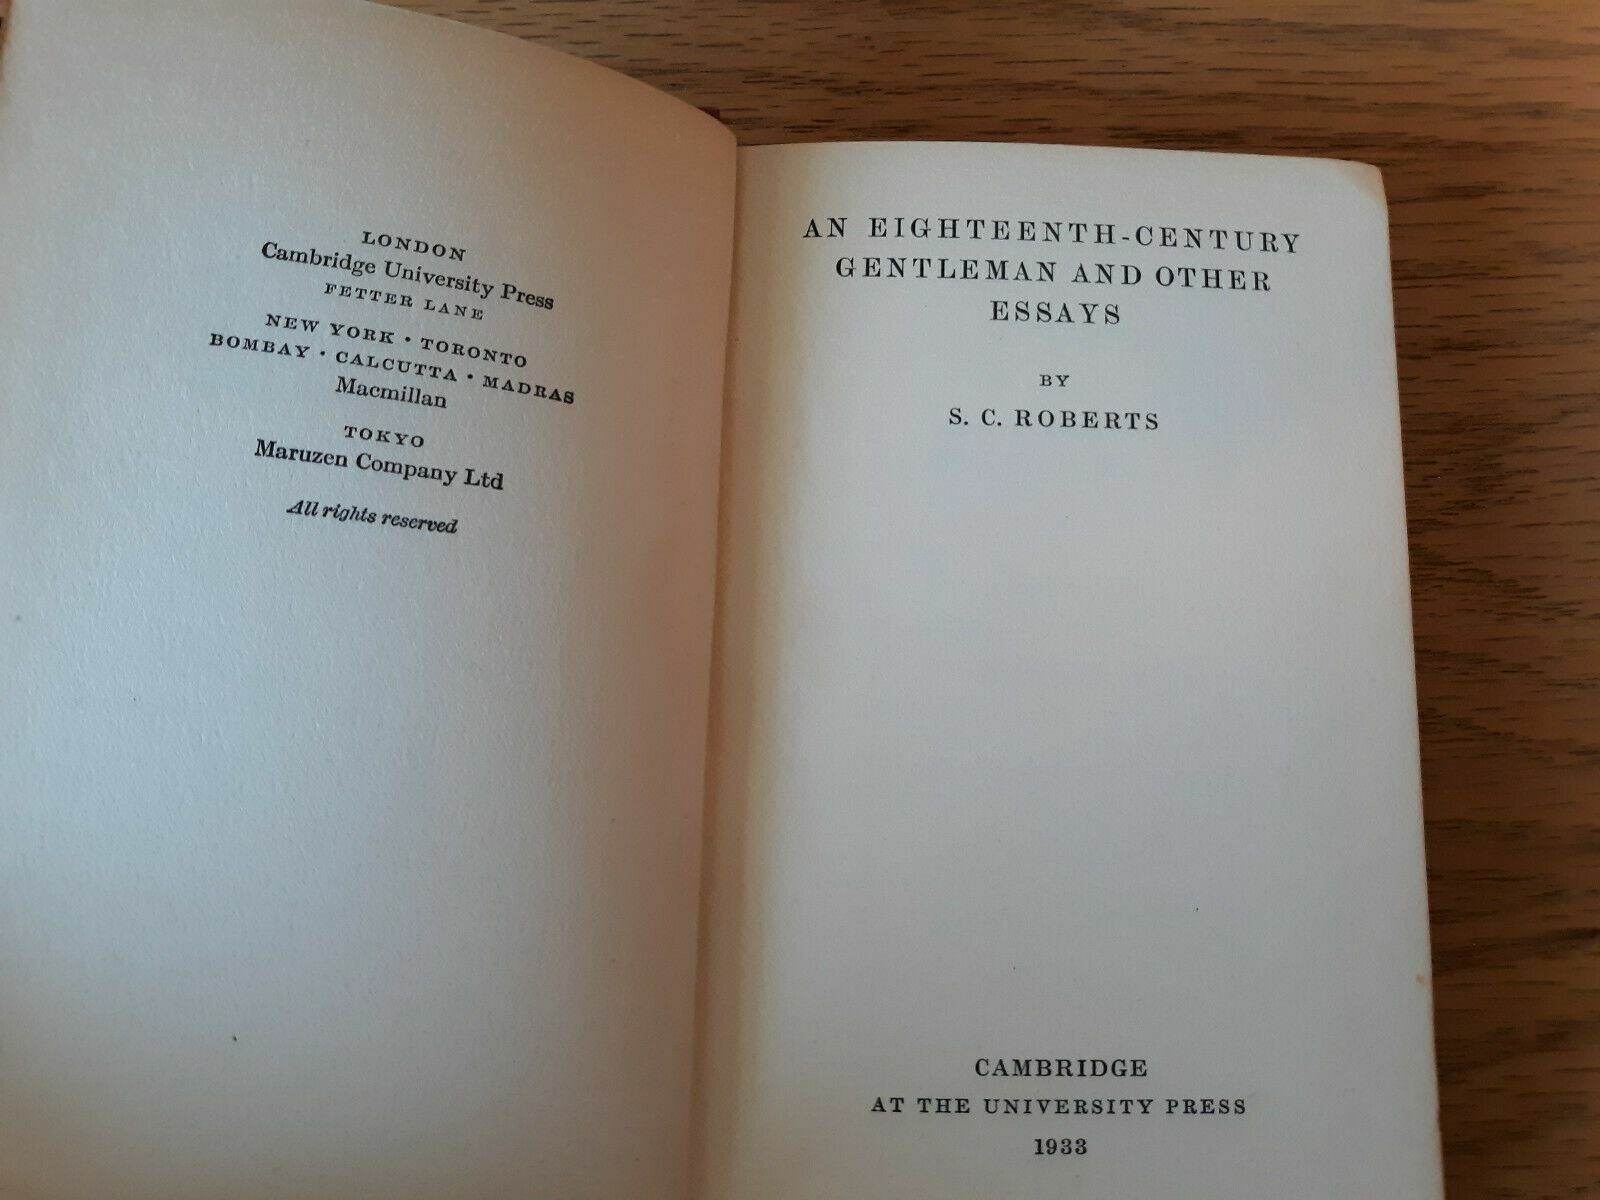 LONDON
Cambridge University Press
FETTER LANE
NEW YORK · TORONTO
BOMBAY · CALCUTTA · MADRAS
Macmillan
TOKYO
Maruzen Company Ltd
All rights reserved
AN EIGHTEENTH-CENTURY
GENTLEMAN AND OTHER
ESSAYS
BY
S. C. ROBERTS
CAMBRIDGE
AT THE UNIVERSITY PRESS
1933